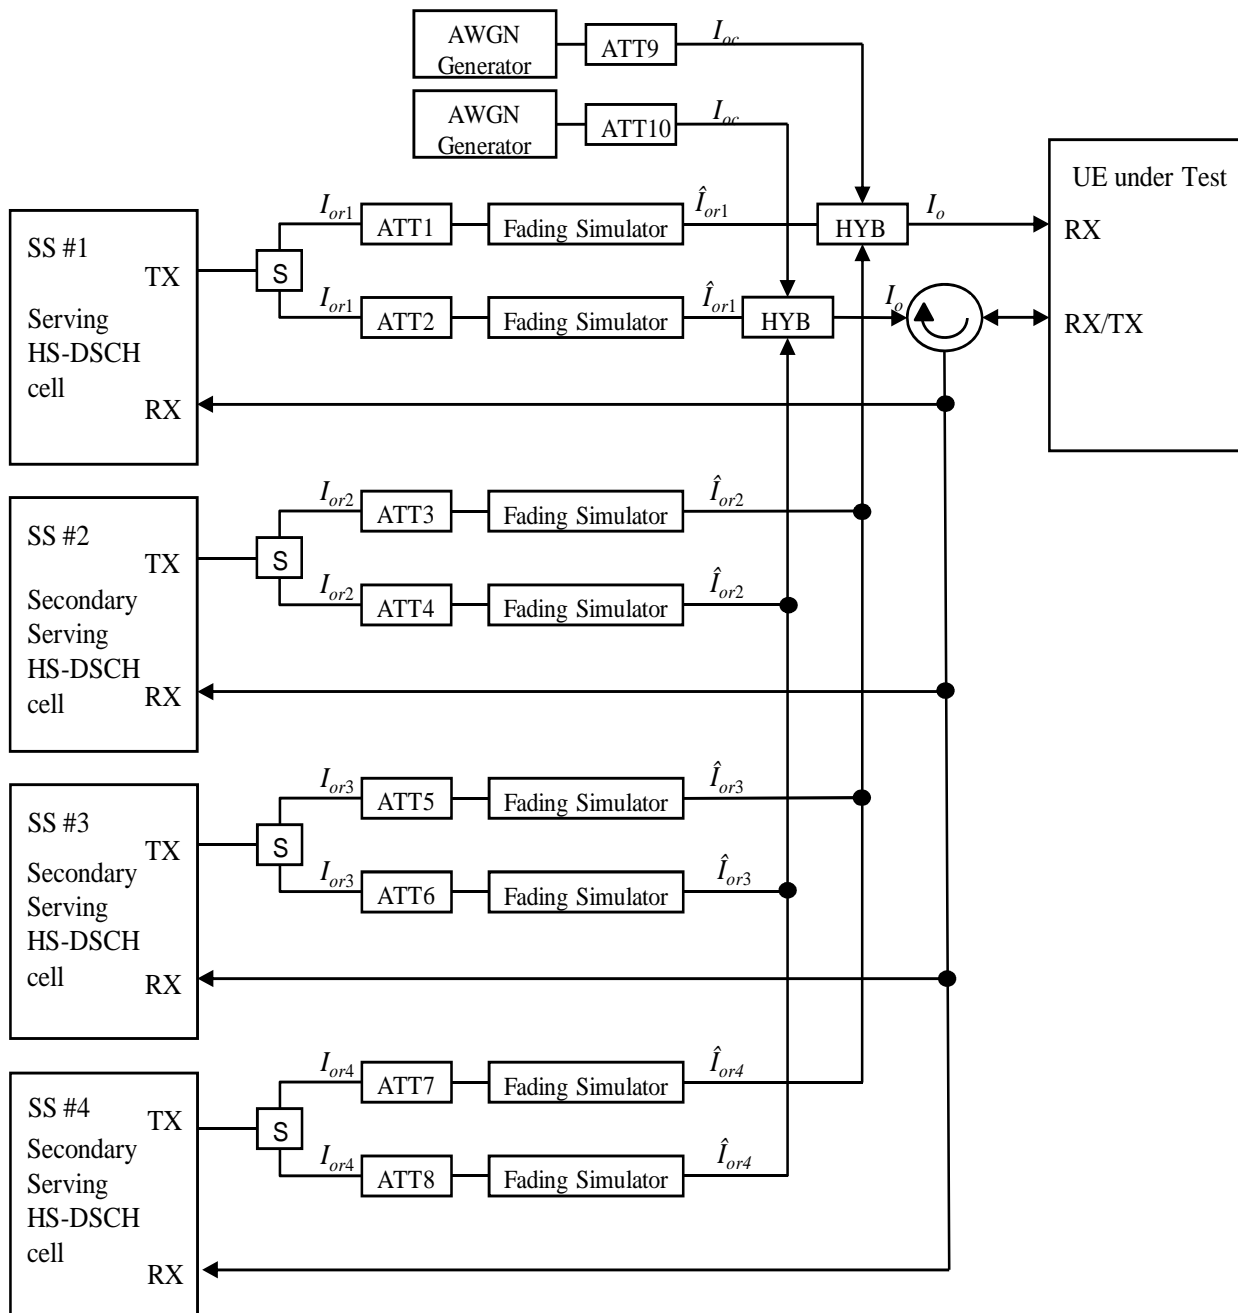 AWGN
Generator
ATT9
I_oc
AWGN
Generator
ATT10
I_oc
UE under Test
RX
RX/TX
SS #1
TX
Serving
HS-DSCH
cell
RX
S
I_or1
ATT1
Fading Simulator
Î_or1
HYB
I_o
I_or1
ATT2
Fading Simulator
Î_or1
HYB
I_o
SS #2
TX
Secondary
Serving
HS-DSCH
cell
RX
S
I_or2
ATT3
Fading Simulator
Î_or2
I_or2
ATT4
Fading Simulator
Î_or2
SS #3
TX
Secondary
Serving
HS-DSCH
cell
RX
S
I_or3
ATT5
Fading Simulator
Î_or3
I_or3
ATT6
Fading Simulator
Î_or3
SS #4
TX
Secondary
Serving
HS-DSCH
cell
RX
S
I_or4
ATT7
Fading Simulator
Î_or4
I_or4
ATT8
Fading Simulator
Î_or4